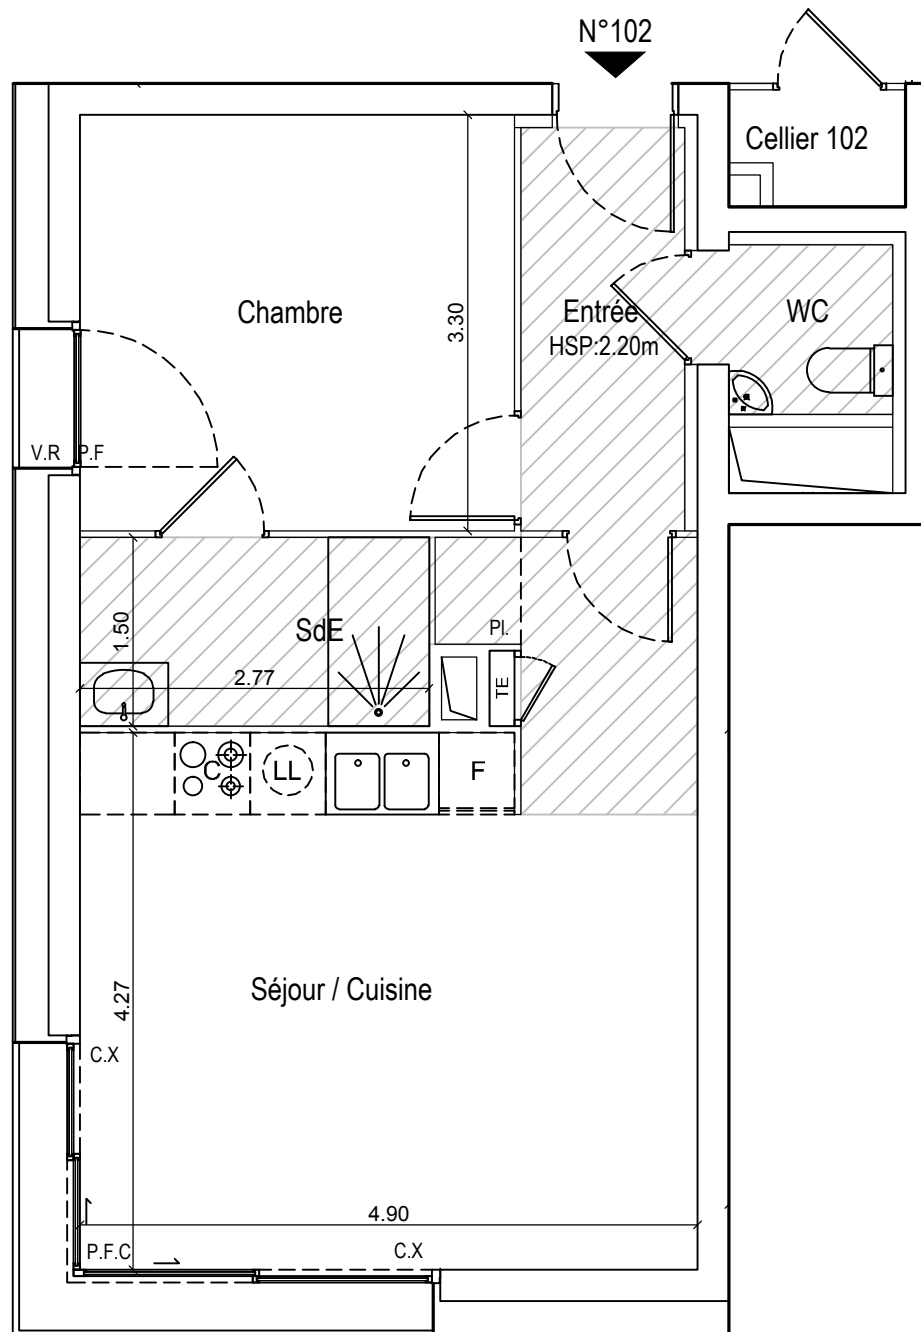 N°102
Cellier 102
Chambre
3.30
Entrée
HSP:2.20m
WC
V.R
P.F
1.50
SdE
Pl.
2.77
TE
C
LL
F
4.27
Séjour / Cuisine
C.X
4.90
P.F.C
C.X